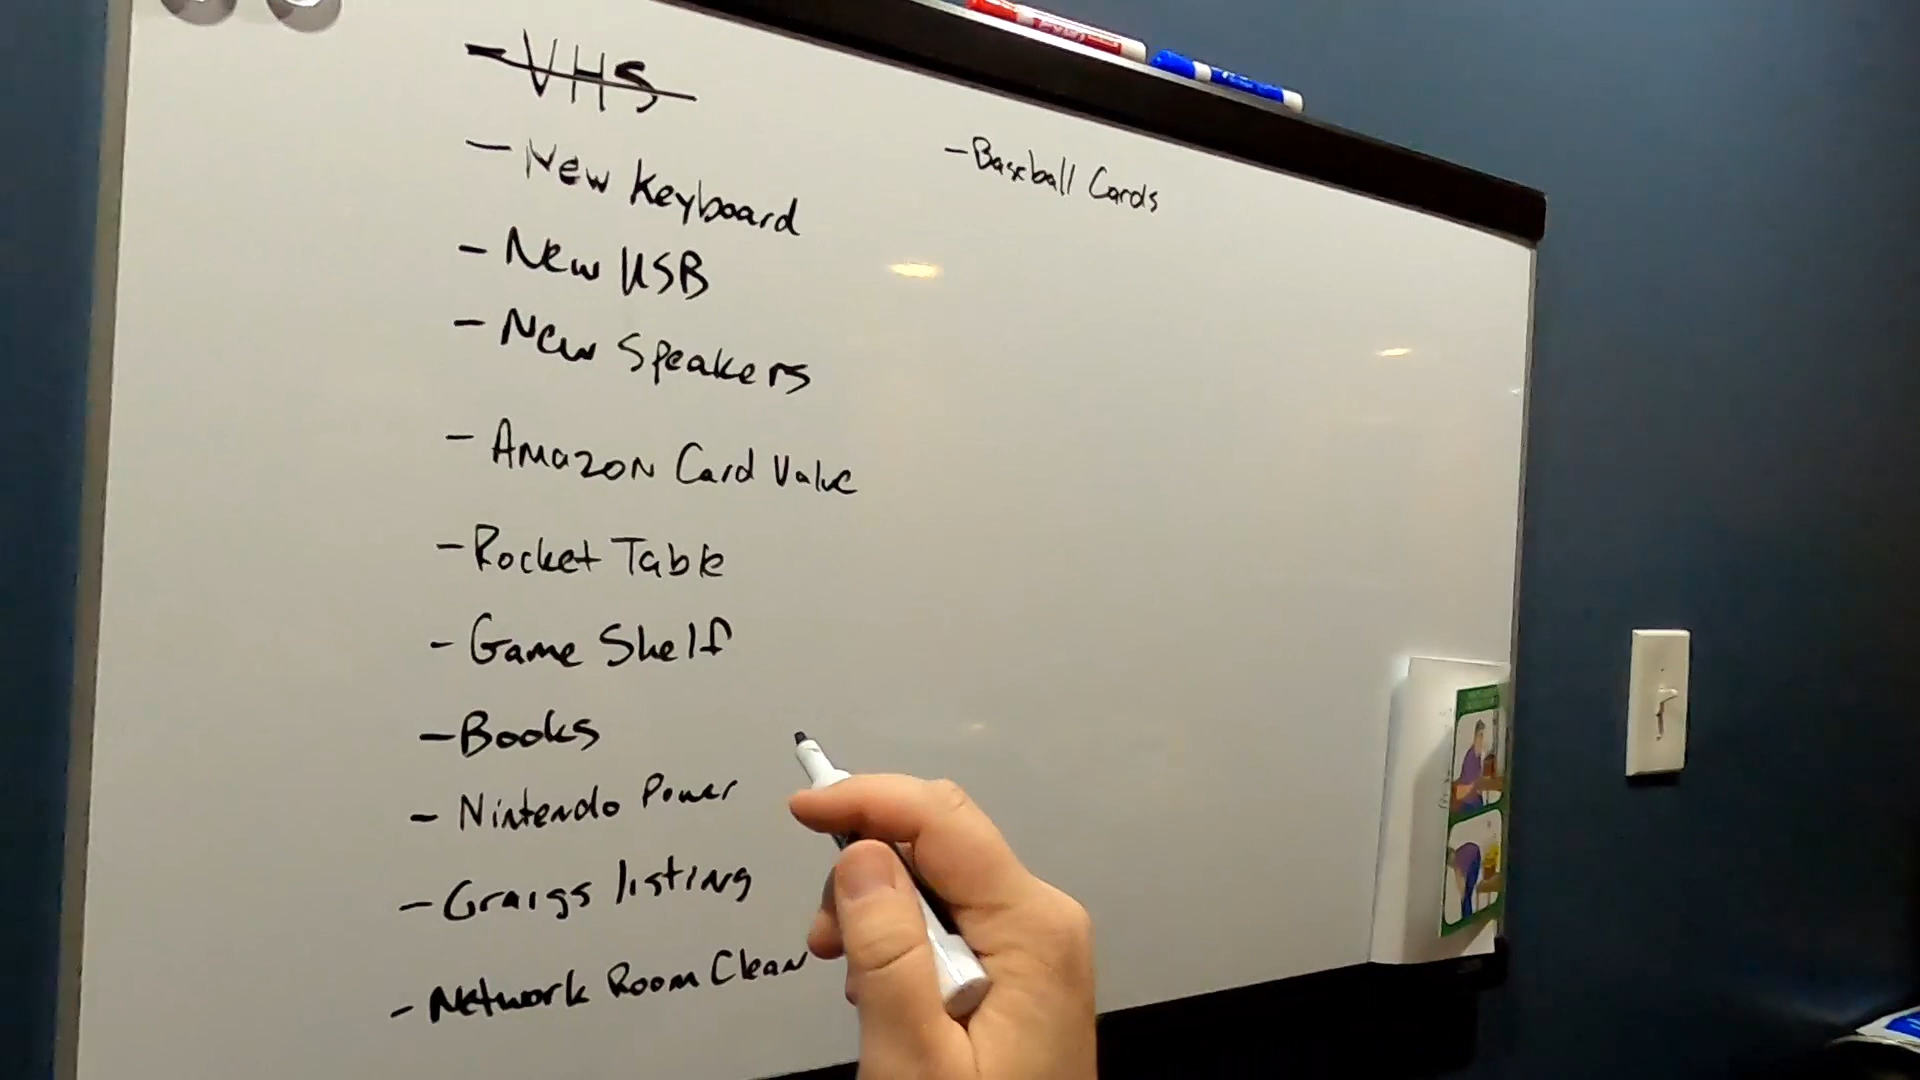 - VHS
- New Keyboard
- New USB
- New Speakers
- Amazon Card Value
- Rocket Table
- Game Shelf
- Books
- Nintendo Power
- Graigs listing
- Network Room Clean
- Baseball Cards